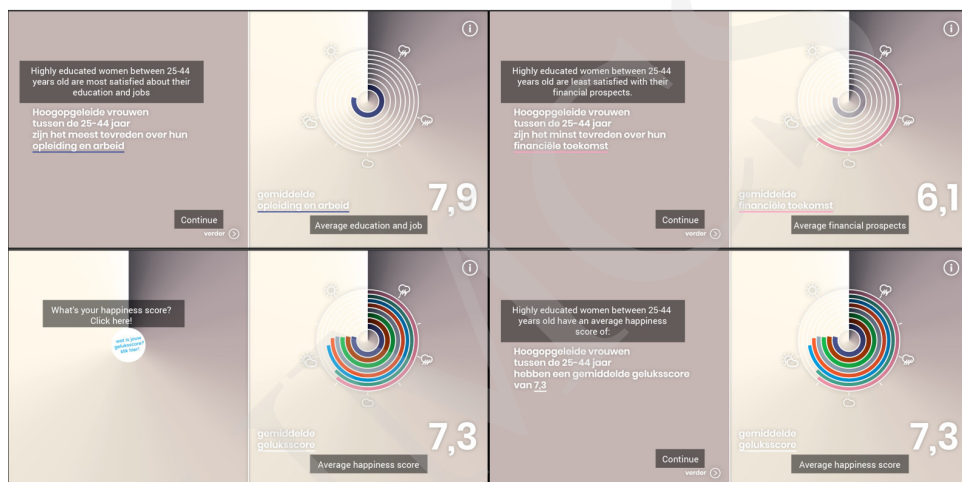 Highly educated women between 25-44
years old are most satisfied about their
education and jobs
Hoogopgeleide vrouwen
tussen de 25-44 jaar
zijn het meest tevreden over hun
opleiding en arbeid
Continue
verder
i
gemiddelde
opleiding en arbeid
7,9
Average education and job
Highly educated women between 25-44
years old are least satisfied with their
financial prospects.
Hoogopgeleide vrouwen
tussen de 25-44 jaar
zijn het minst tevreden over hun
financiële toekomst
Continue
verder
i
gemiddelde
financiële toekomst
6,1
Average financial prospects
What's your happiness score?
Click here!
wat is jouw
geluksscore?
klik hier!
i
gemiddelde
geluksscore
7,3
Average happiness score
Highly educated women between 25-44
years old have an average happiness
score of:
Hoogopgeleide vrouwen
tussen de 25-44 jaar
hebben een gemiddelde geluksscore
van 7,3
Continue
verder
i
gemiddelde
geluksscore
7,3
Average happiness score